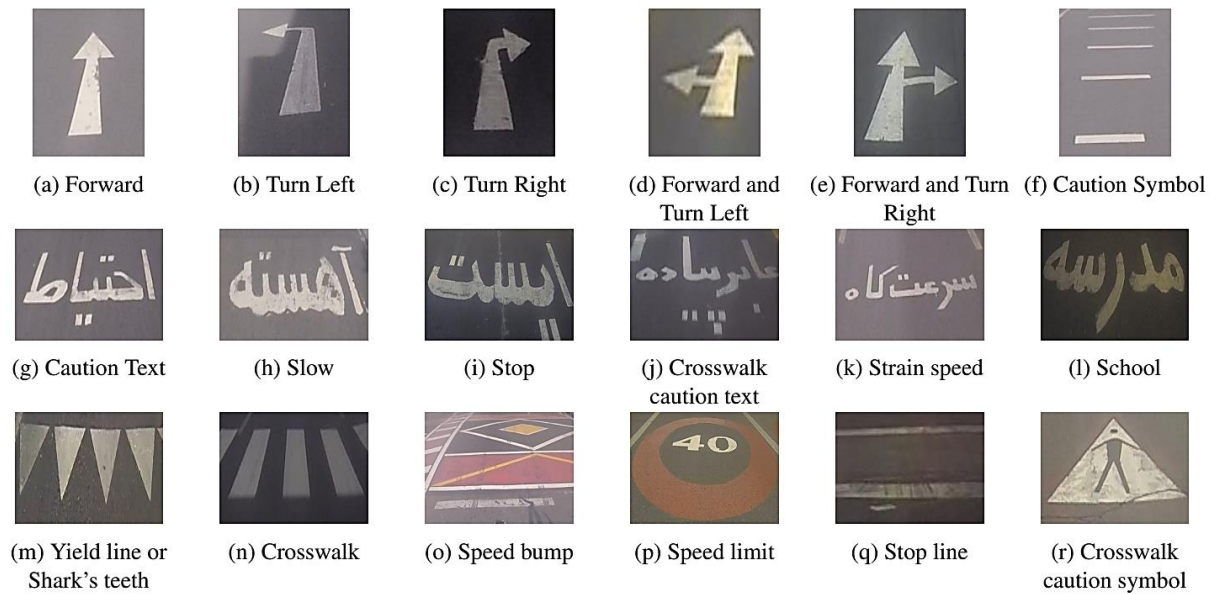 (a) Forward
(b) Turn Left
(c) Turn Right
(d) Forward and
Turn Left
(e) Forward and Turn
Right
(f) Caution Symbol
احتیاط
آهسته
ایست
عابر پیاده
سرعت کاه
مدرسه
(g) Caution Text
(h) Slow
(i) Stop
(j) Crosswalk
caution text
(k) Strain speed
(l) School
40
(m) Yield line or
Shark's teeth
(n) Crosswalk
(o) Speed bump
(p) Speed limit
(q) Stop line
(r) Crosswalk
caution symbol